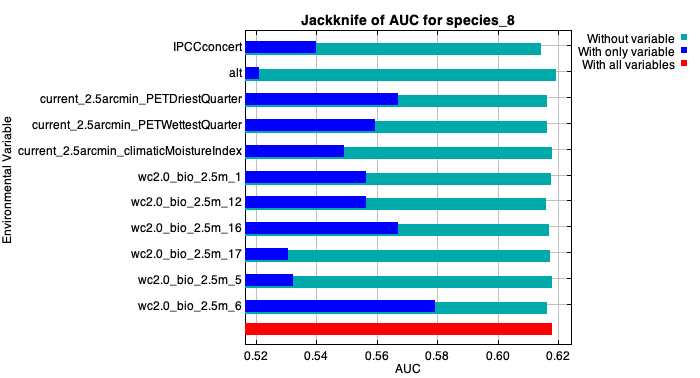 Jackknife of AUC for species_8
Without variable
With only variable
With all variables
Environmental Variable
IPCCconcert
alt
current_2.5arcmin_PETDriestQuarter
current_2.5arcmin_PETWettestQuarter
current_2.5arcmin_climaticMoistureIndex
wc2.0_bio_2.5m_1
wc2.0_bio_2.5m_12
wc2.0_bio_2.5m_16
wc2.0_bio_2.5m_17
wc2.0_bio_2.5m_5
wc2.0_bio_2.5m_6
0.52 0.54 0.56 0.58 0.60 0.62
AUC